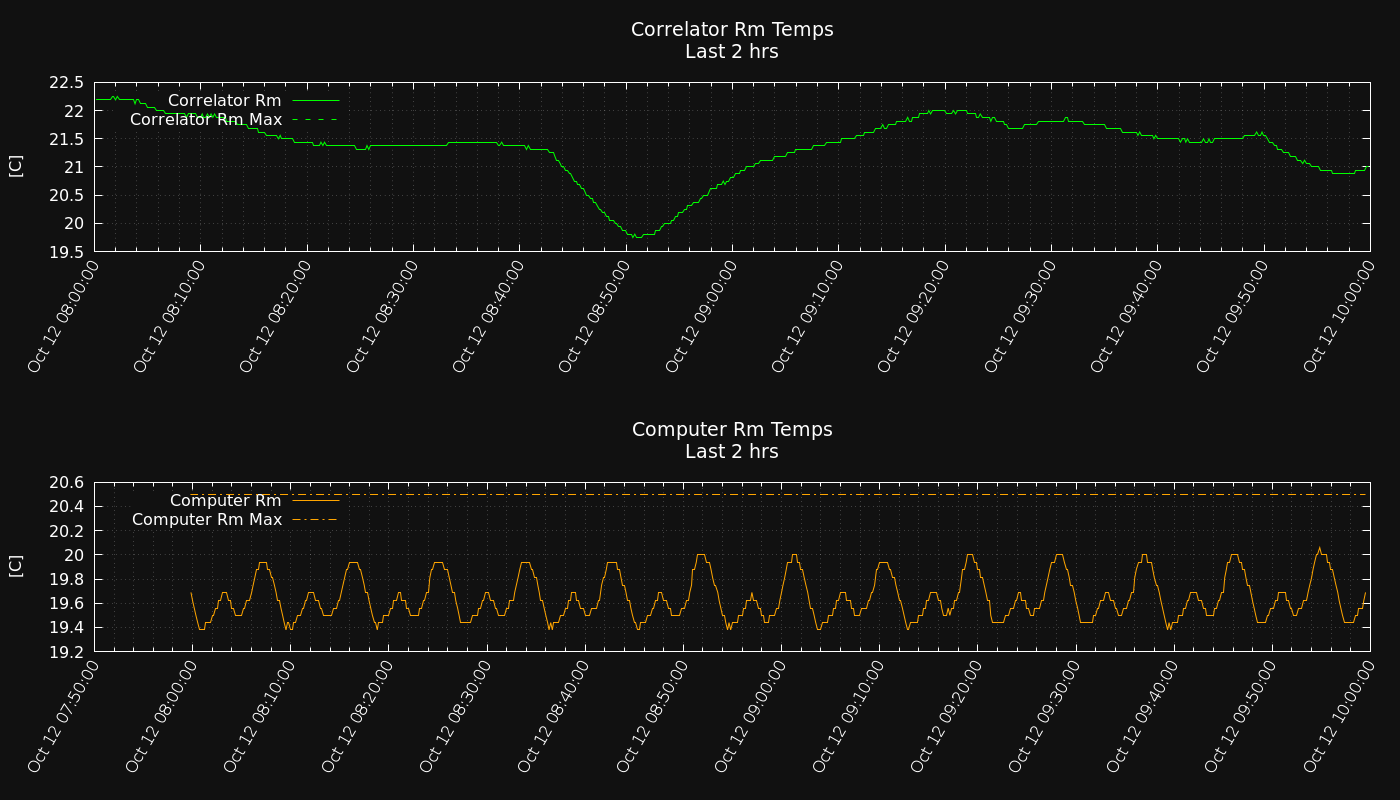 Correlator Rm Temps
Last 2 hrs
22.5
22
21.5
21
20.5
20
19.5
[C]
Correlator Rm
Correlator Rm Max
Oct 12 08:00:00
Oct 12 08:10:00
Oct 12 08:20:00
Oct 12 08:30:00
Oct 12 08:40:00
Oct 12 08:50:00
Oct 12 09:00:00
Oct 12 09:10:00
Oct 12 09:20:00
Oct 12 09:30:00
Oct 12 09:40:00
Oct 12 09:50:00
Oct 12 10:00:00
Computer Rm Temps
Last 2 hrs
20.6
20.4
20.2
20
19.8
19.6
19.4
19.2
[C]
Computer Rm
Computer Rm Max
Oct 12 07:50:00
Oct 12 08:00:00
Oct 12 08:10:00
Oct 12 08:20:00
Oct 12 08:30:00
Oct 12 08:40:00
Oct 12 08:50:00
Oct 12 09:00:00
Oct 12 09:10:00
Oct 12 09:20:00
Oct 12 09:30:00
Oct 12 09:40:00
Oct 12 09:50:00
Oct 12 10:00:00